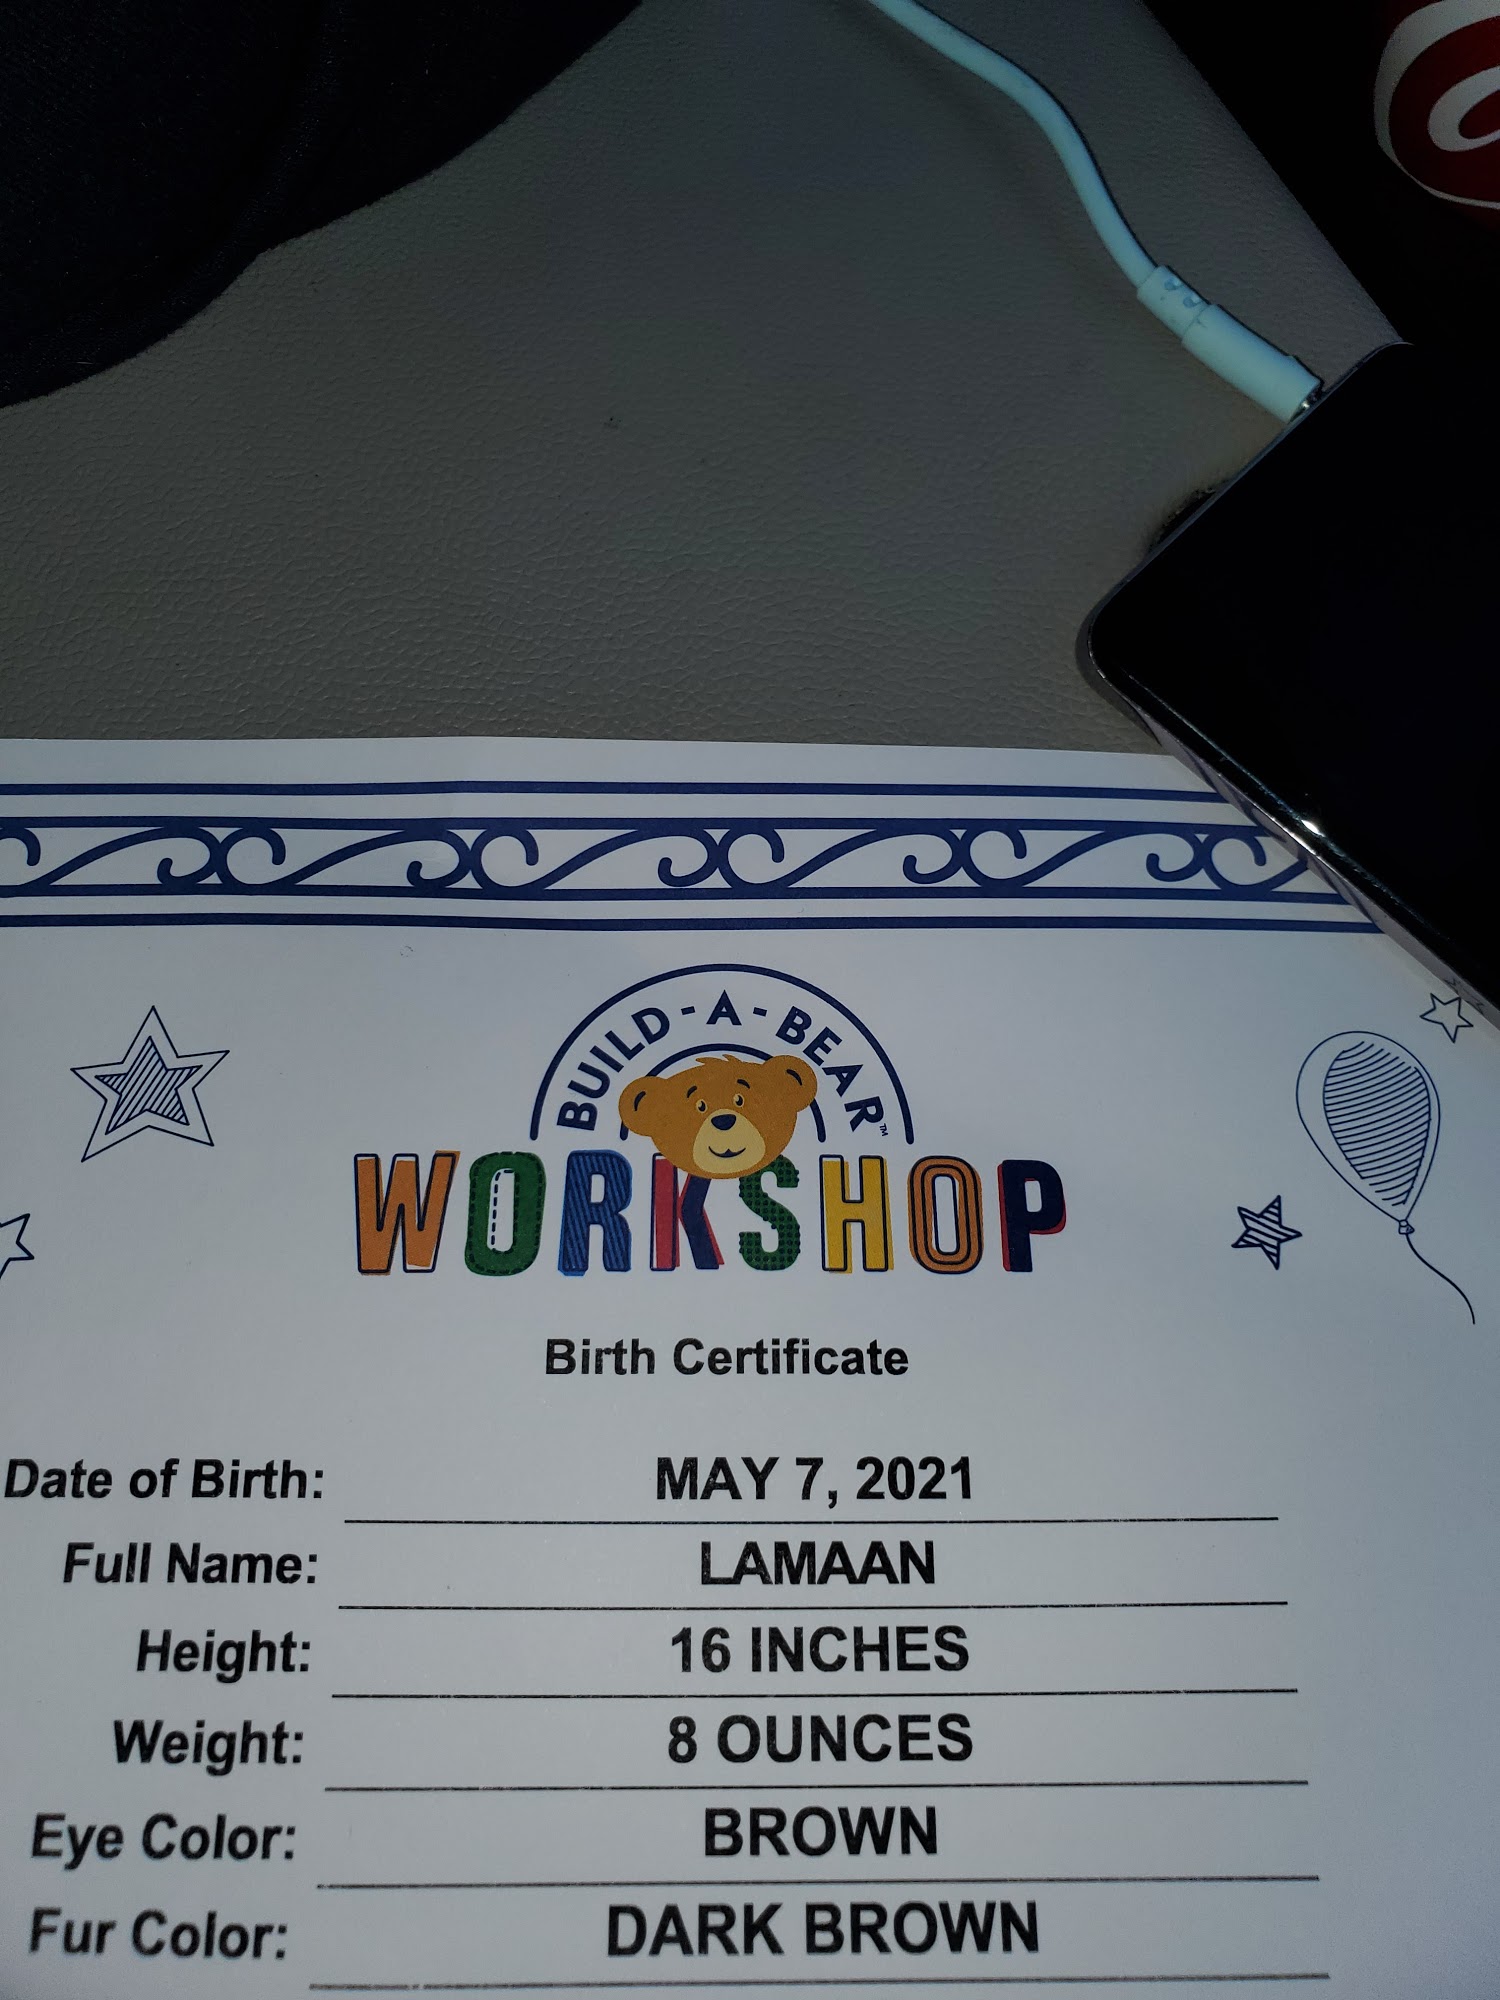 BUILD-A-BEAR™
WORKSHOP
Birth Certificate
Date of Birth: MAY 7, 2021
Full Name: LAMAAN
Height: 16 INCHES
Weight: 8 OUNCES
Eye Color: BROWN
Fur Color: DARK BROWN